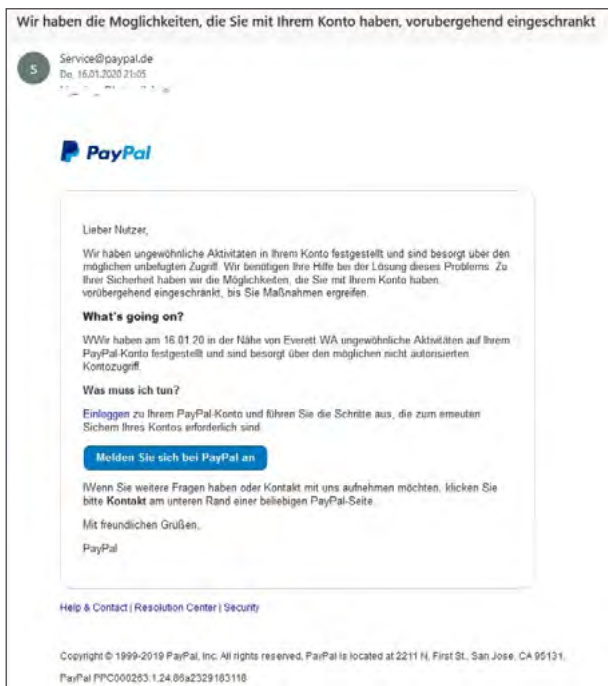 Wir haben die Moglichkeiten, die Sie mit Ihrem Konto haben, vorubergehend eingeschrankt
S
Service@paypal.de
Do, 16.01.2020 21:05
PayPal
Lieber Nutzer,
Wir haben ungewöhnliche Aktivitäten in Ihrem Konto festgestellt und sind besorgt über den
möglichen unbefugten Zugriff. Wir benötigen Ihre Hilfe bei der Lösung dieses Problems. Zu
Ihrer Sicherheit haben wir die Möglichkeiten, die Sie mit Ihrem Konto haben,
vorübergehend eingeschränkt, bis Sie Maßnahmen ergreifen.
What's going on?
WWir haben am 16.01.20 in der Nähe von Everett WA ungewöhnliche Aktivitäten auf Ihrem
PayPal-Konto festgestellt und sind besorgt über den möglichen nicht autorisierten
Kontozugriff.
Was muss ich tun?
Einloggen zu Ihrem PayPal-Konto und führen Sie die Schritte aus, die zum erneuten
Sichern Ihres Kontos erforderlich sind.
Melden Sie sich bei PayPal an
IWenn Sie weitere Fragen haben oder Kontakt mit uns aufnehmen möchten, klicken Sie
bitte Kontakt am unteren Rand einer beliebigen PayPal-Seite.
Mit freundlichen Grüßen,
PayPal
Help & Contact | Resolution Center | Security
Copyright © 1999-2019 PayPal, Inc. All rights reserved. PayPal is located at 2211 N. First St., San Jose, CA 95131.
PayPal PPC000263:1.24.86a2329183118